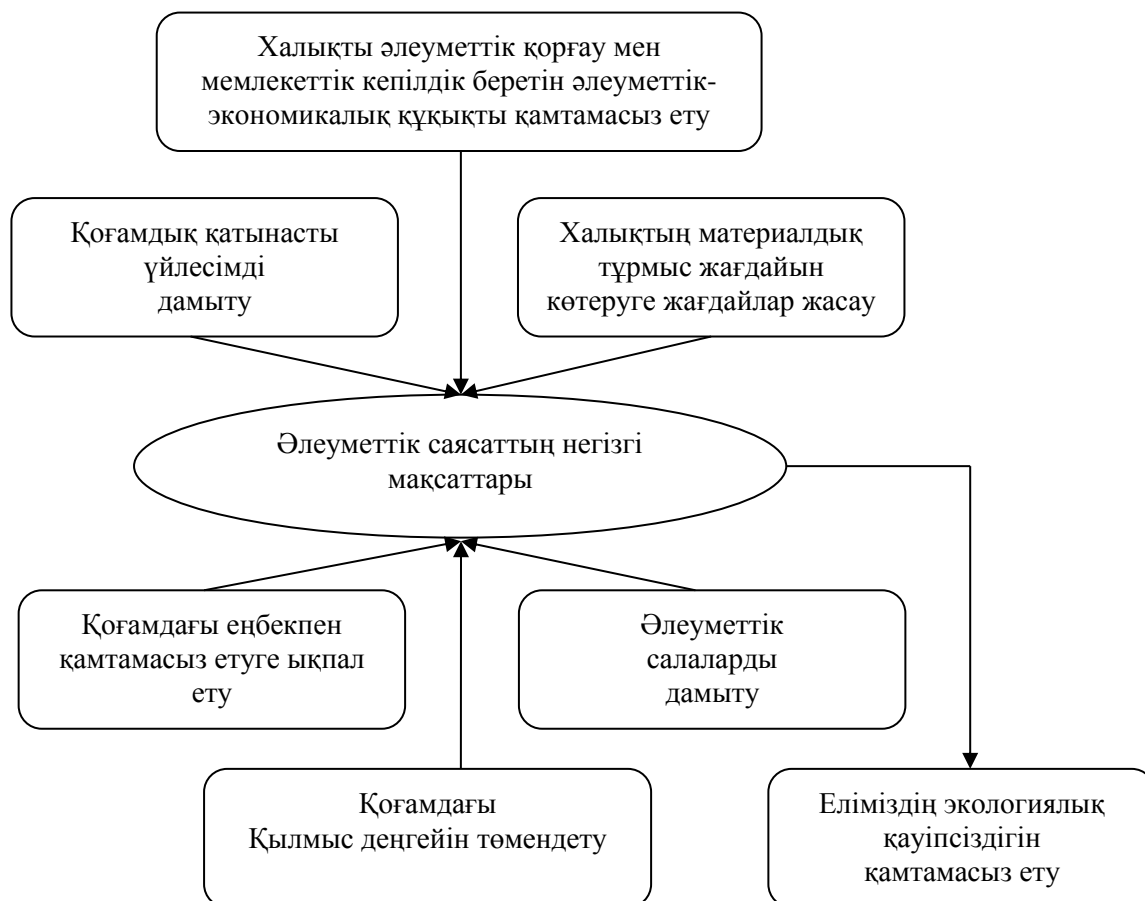 Халықты әлеуметтік қорғау мен
мемлекеттік кепілдік беретін әлеуметтік-
экономикалық құқықты қамтамасыз ету
Қоғамдық қатынасты
үйлесімді
дамыту
Халықтың материалдық
тұрмыс жағдайын
көтеруге жағдайлар жасау
Әлеуметтік саясаттың негізгі
мақсаттары
Қоғамдағы еңбекпен
қамтамасыз етуге ықпал
ету
Әлеуметтік
салаларды
дамыту
Қоғамдағы
Қылмыс деңгейін төмендету
Еліміздің экологиялық
қауіпсіздігін
қамтамасыз ету